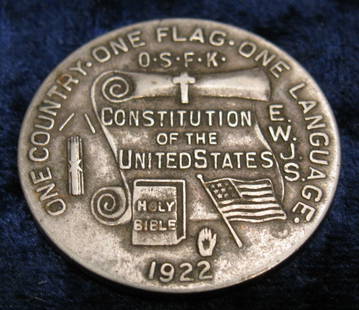 ONE COUNTRY · ONE FLAG · ONE LANGUAGE ·
O · S · F · K ·
CONSTITUTION
OF THE
UNITED STATES
E.W.J.S.
HOLY
BIBLE
1922